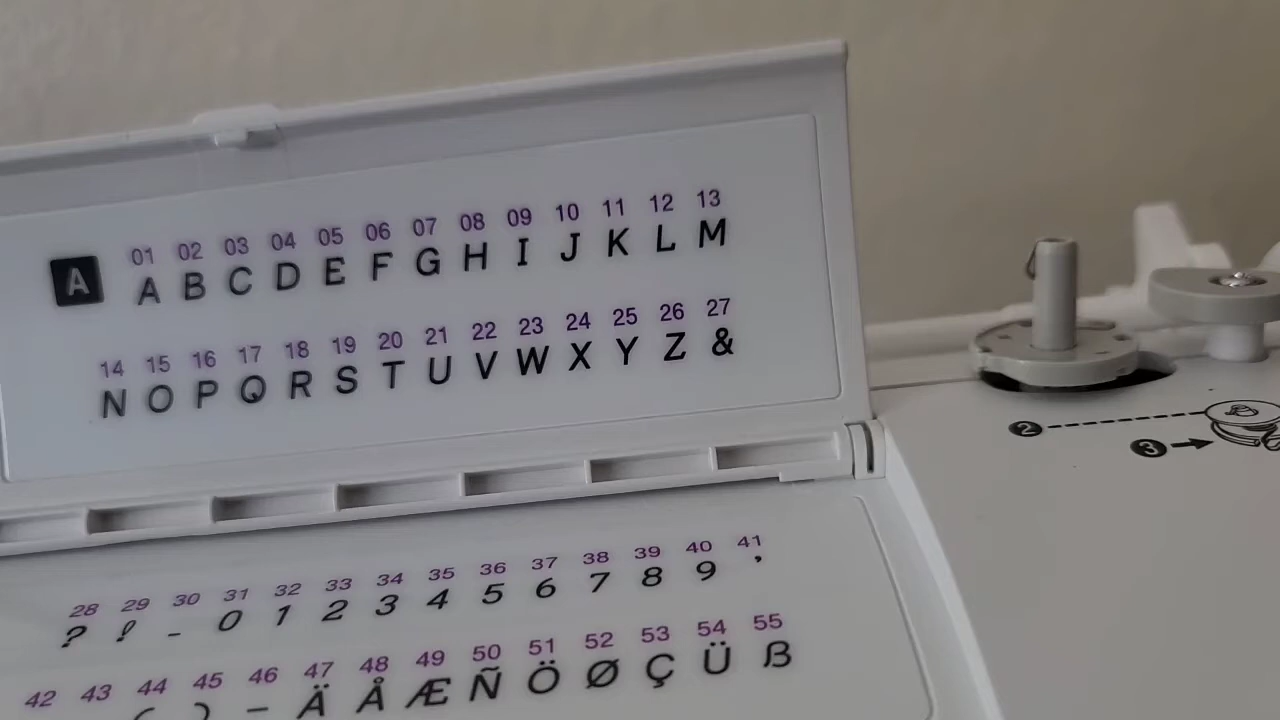 01 02 03 04 05 06 07 08 09 10 11 12 13
A A B C D E F G H I J K L M
14 15 16 17 18 19 20 21 22 23 24 25 26 27
N O P Q R S T U V W X Y Z &
28 29 30 31 32 33 34 35 36 37 38 39 40 41
? ! - 0 1 2 3 4 5 6 7 8 9 ,
42 43 44 45 46 47 48 49 50 51 52 53 54 55
( ) – Ä Å Æ Ñ Ö Ø Ç Ü ß
2
3